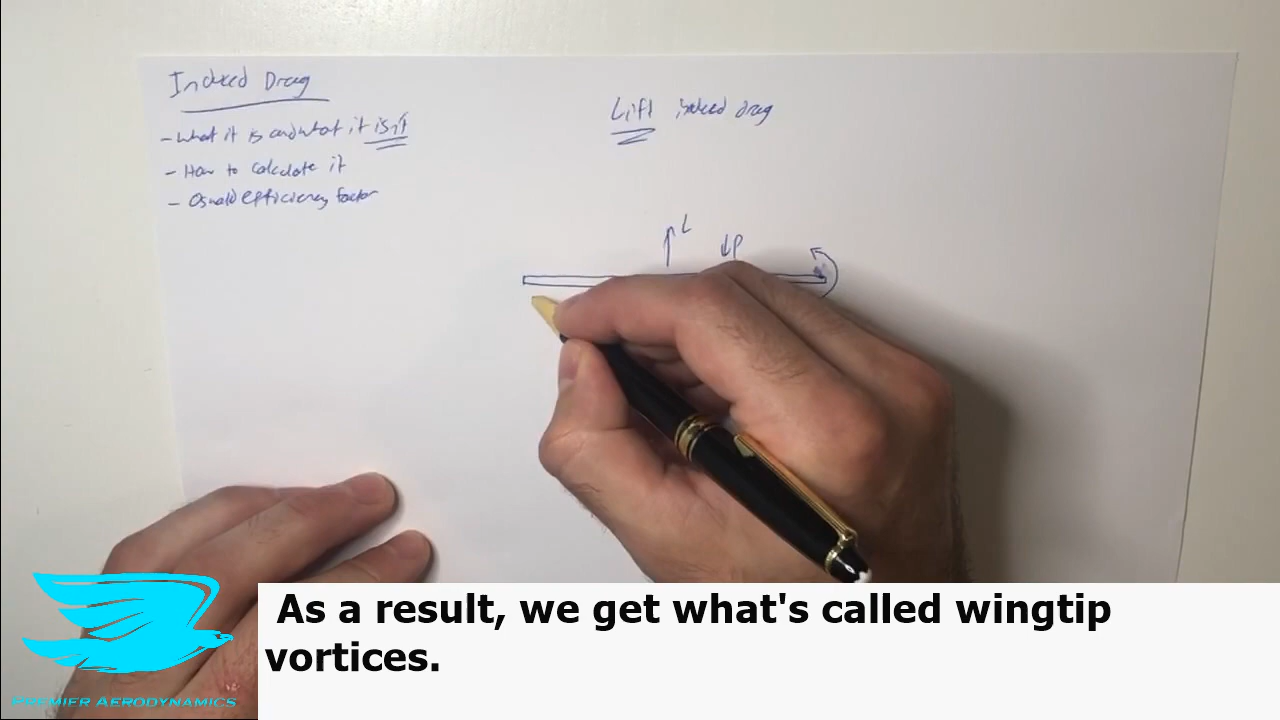 Induced Drag
- What it is and what it isit
- How to calculate it
- Oswald efficiency factor
Lift induced drag
L
↓P
As a result, we get what's called wingtip
vortices.
PREMIER AERODYNAMICS